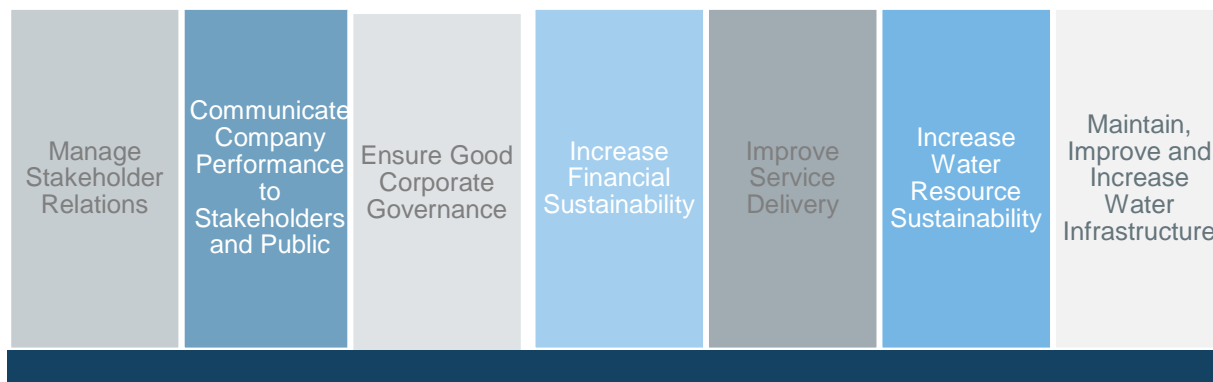 Manage
Stakeholder
Relations
Communicate
Company
Performance
to
Stakeholders
and Public
Ensure Good
Corporate
Governance
Increase
Financial
Sustainability
Improve
Service
Delivery
Increase
Water
Resource
Sustainability
Maintain,
Improve and
Increase
Water
Infrastructure